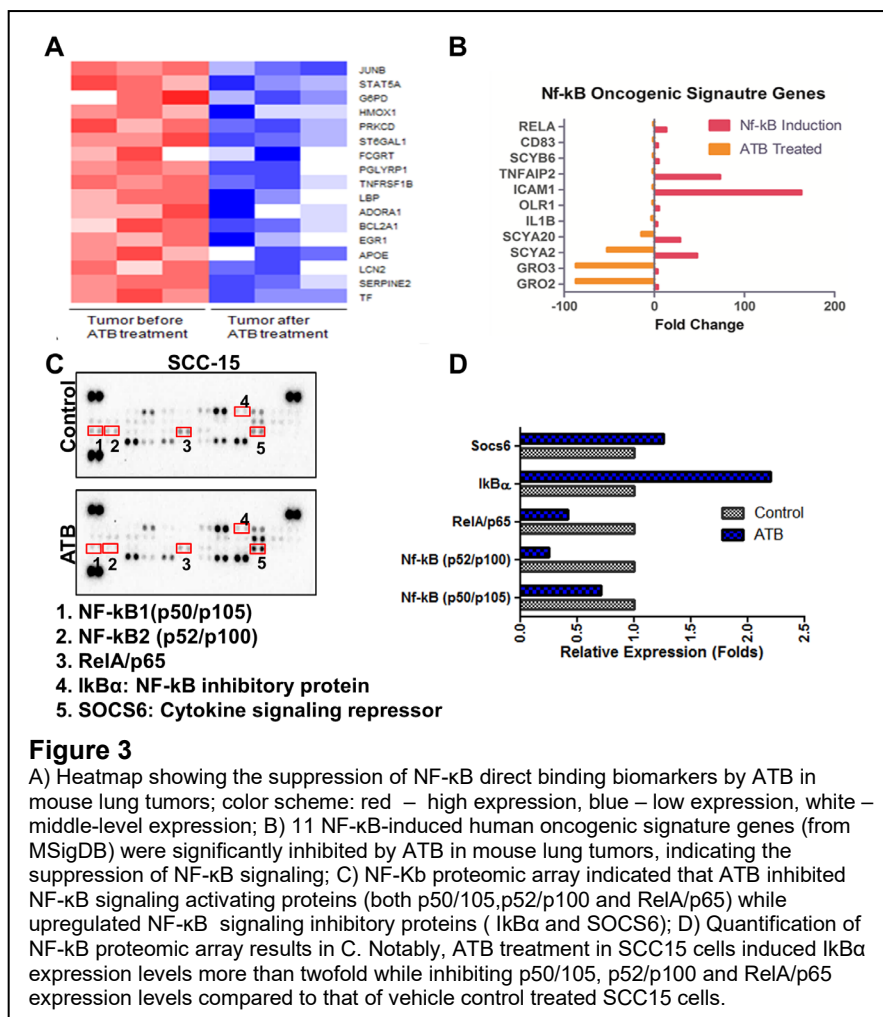 A
JUNB
STAT5A
G6PD
HMOX1
PRKCD
ST6GAL1
FCGRT
PGLYRP1
TNFRSF1B
LBP
ADORA1
BCL2A1
EGR1
APOE
LCN2
SERPINE2
TF
Tumor before
ATB treatment
Tumor after
ATB treatment
B
Nf-kB Oncogenic Signautre Genes
RELA
CD83
SCYB6
TNFAIP2
ICAM1
OLR1
IL1B
SCYA20
SCYA2
GRO3
GRO2
Nf-kB Induction
ATB Treated
-100 0 100 200
Fold Change
C
SCC-15
Control
4
1 2 3 5
ATB
4
1 2 3 5
1. NF-kB1(p50/p105)
2. NF-kB2 (p52/p100)
3. RelA/p65
4. IkBα: NF-kB inhibitory protein
5. SOCS6: Cytokine signaling repressor
D
Socs6
IkBα
RelA/p65
Nf-kB (p52/p100)
Nf-kB (p50/p105)
Control
ATB
0.0 0.5 1.0 1.5 2.0 2.5
Relative Expression (Folds)
Figure 3
A) Heatmap showing the suppression of NF-κB direct binding biomarkers by ATB in
mouse lung tumors; color scheme: red – high expression, blue – low expression, white –
middle-level expression; B) 11 NF-κB-induced human oncogenic signature genes (from
MSigDB) were significantly inhibited by ATB in mouse lung tumors, indicating the
suppression of NF-κB signaling; C) NF-Kb proteomic array indicated that ATB inhibited
NF-κB signaling activating proteins (both p50/105,p52/p100 and RelA/p65) while
upregulated NF-κB signaling inhibitory proteins ( IkBα and SOCS6); D) Quantification of
NF-kB proteomic array results in C. Notably, ATB treatment in SCC15 cells induced IkBα
expression levels more than twofold while inhibiting p50/105, p52/p100 and RelA/p65
expression levels compared to that of vehicle control treated SCC15 cells.